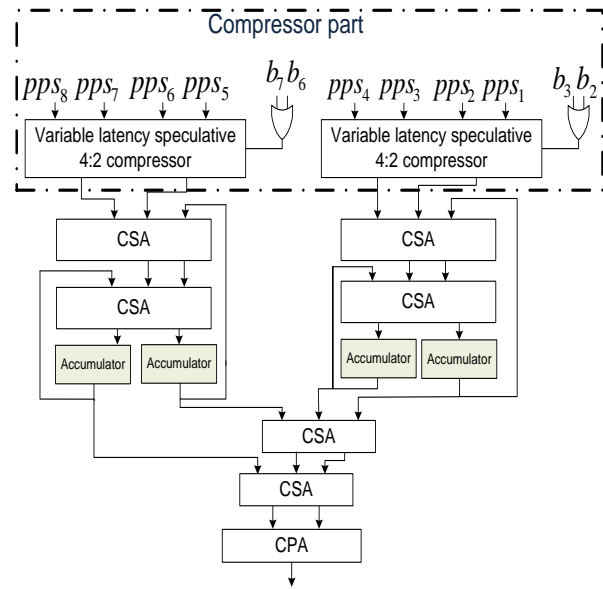 Compressor part
b₇ b₆
b₃ b₂
pps₈ pps₇ pps₆ pps₅
pps₄ pps₃ pps₂ pps₁
Variable latency speculative
4:2 compressor
Variable latency speculative
4:2 compressor
CSA
CSA
CSA
CSA
Accumulator
Accumulator
Accumulator
Accumulator
CSA
CSA
CPA